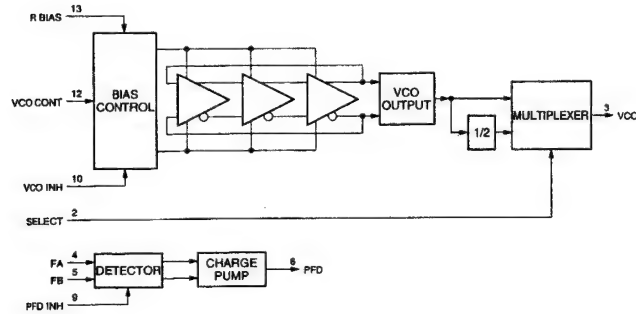 R BIAS 13
BIAS CONTROL
VCO CONT 12
VCO INH 10
SELECT 2
VCO OUTPUT
1/2
MULTIPLEXER
3 VCO
FA 4
FB 5
PFD INH 9
DETECTOR
CHARGE PUMP
6 PFD